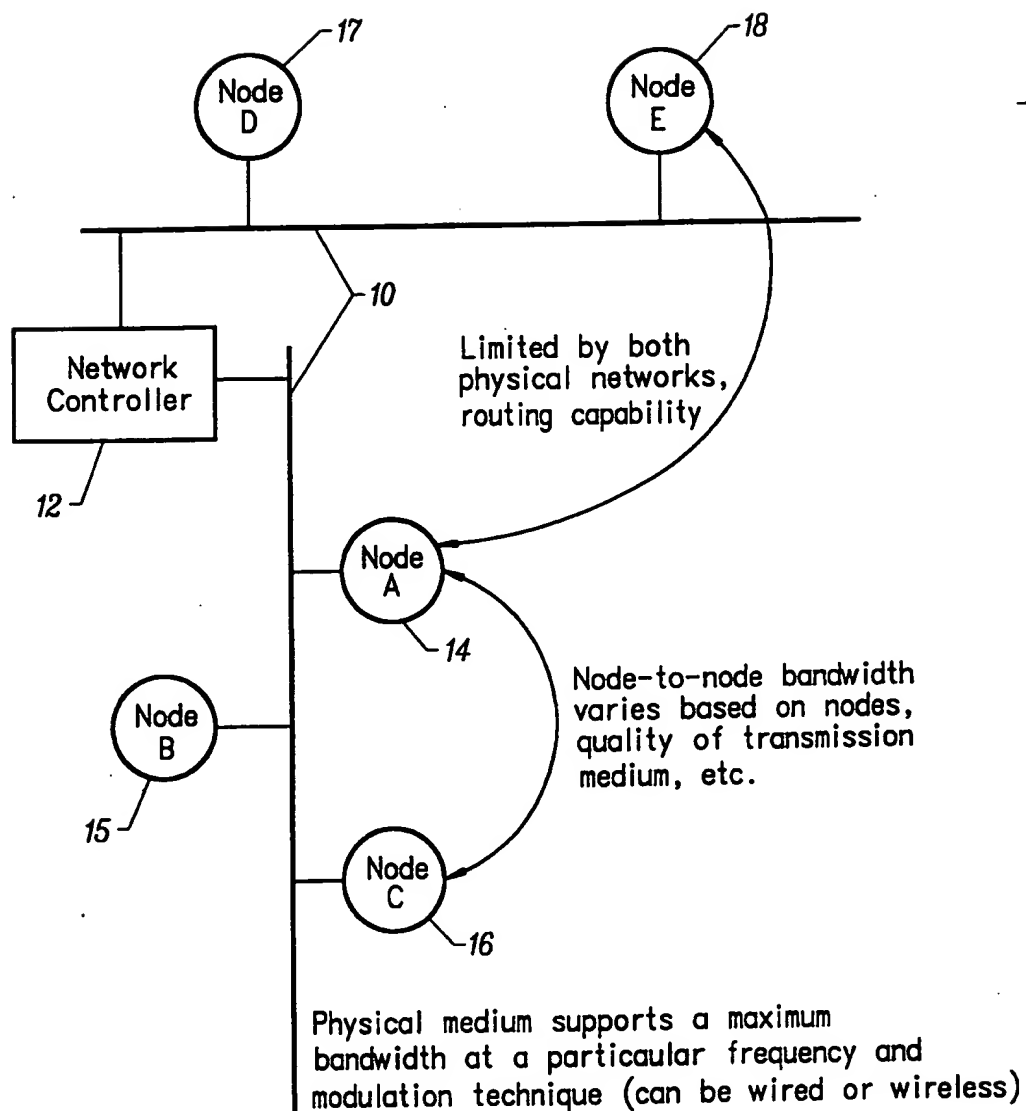 17
18
Node
D
Node
E
10
Network
Controller
12
Limited by both
physical networks,
routing capability
Node
A
14
Node
B
15
Node-to-node bandwidth
varies based on nodes,
quality of transmission
medium, etc.
Node
C
16
Physical medium supports a maximum
bandwidth at a particaular frequency and
modulation technique (can be wired or wireless)